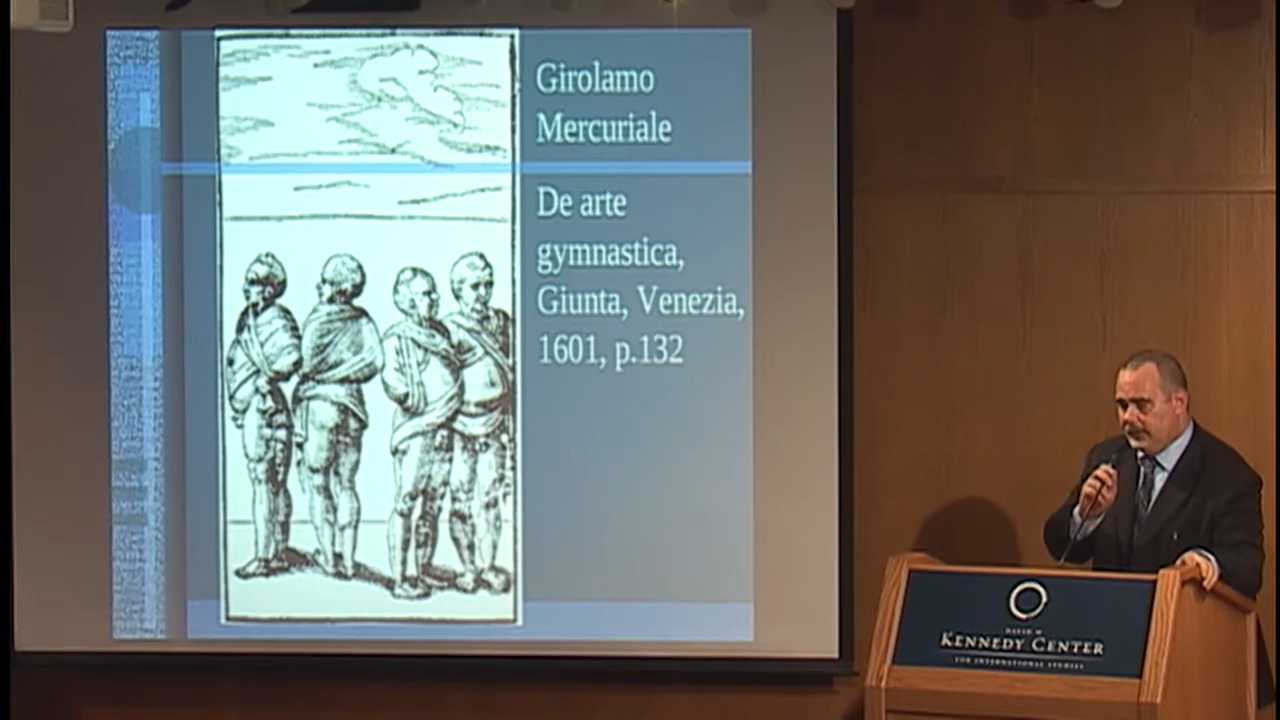 Girolamo
Mercuriale
De arte
gymnastica,
Giunta, Venezia,
1601, p.132
DAVID M.
KENNEDY CENTER
FOR INTERNATIONAL STUDIES